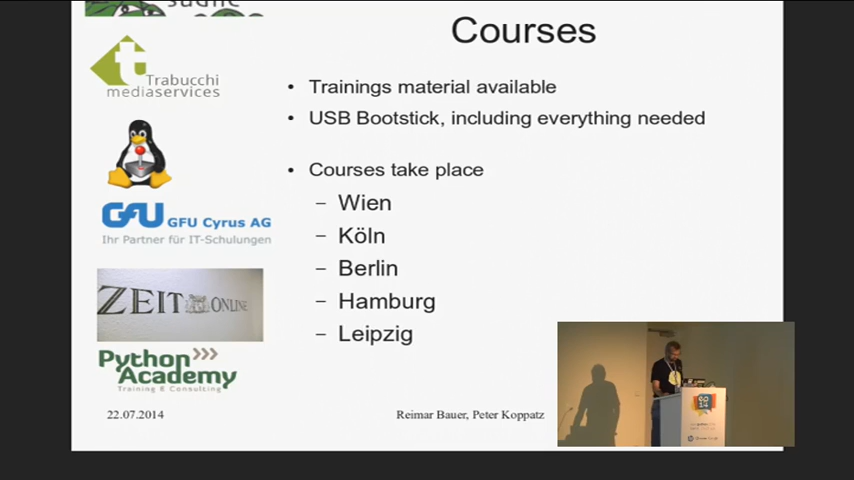 Courses
Trabucchi
mediaservices
• Trainings material available
• USB Bootstick, including everything needed
• Courses take place
– Wien
– Köln
– Berlin
– Hamburg
– Leipzig
GFU GFU Cyrus AG
Ihr Partner für IT-Schulungen
ZEIT ONLINE
Python
Academy
Training & Consulting
22.07.2014
Reimar Bauer, Peter Koppatz